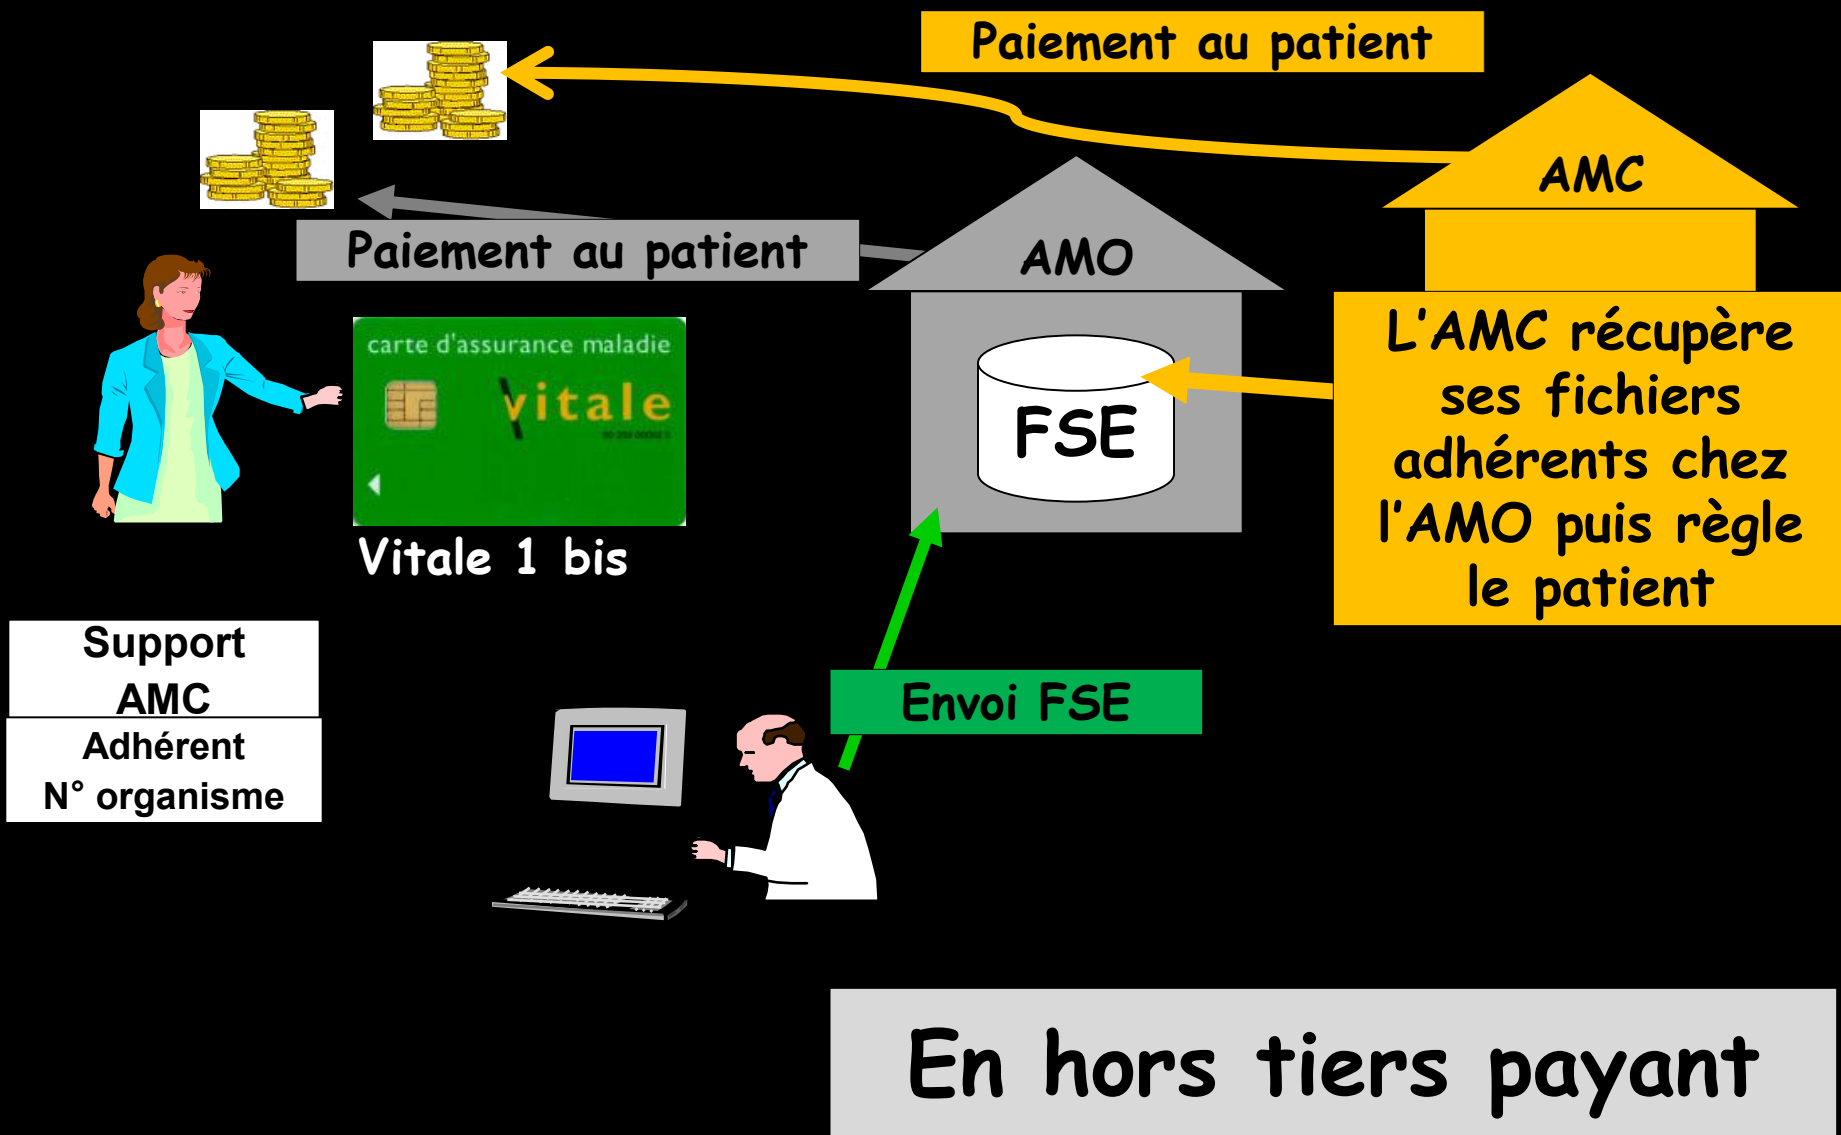 Paiement au patient
AMC
Paiement au patient
AMO
carte d'assurance maladie
vitale
L'AMC récupère
ses fichiers
adhérents chez
l'AMO puis règle
le patient
FSE
Vitale 1 bis
Support
AMC
Adhérent
N° organisme
Envoi FSE
En hors tiers payant